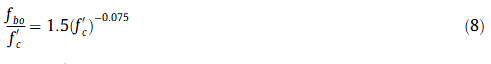 f_bo / f'_c = 1.5(f'_c)^−0.075 (8)